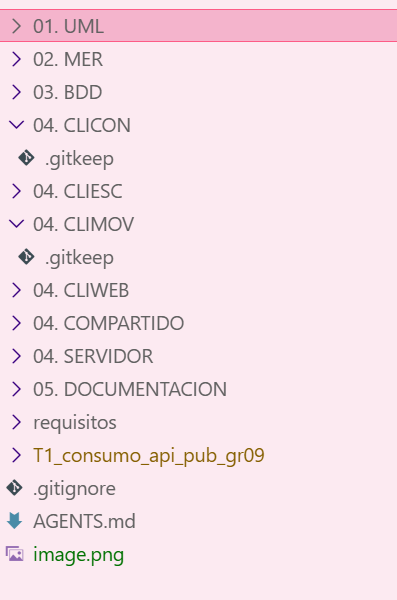 01. UML
02. MER
03. BDD
04. CLICON
.gitkeep
04. CLIESC
04. CLIMOV
.gitkeep
04. CLIWEB
04. COMPARTIDO
04. SERVIDOR
05. DOCUMENTACION
requisitos
T1_consumo_api_pub_gr09
.gitignore
AGENTS.md
image.png